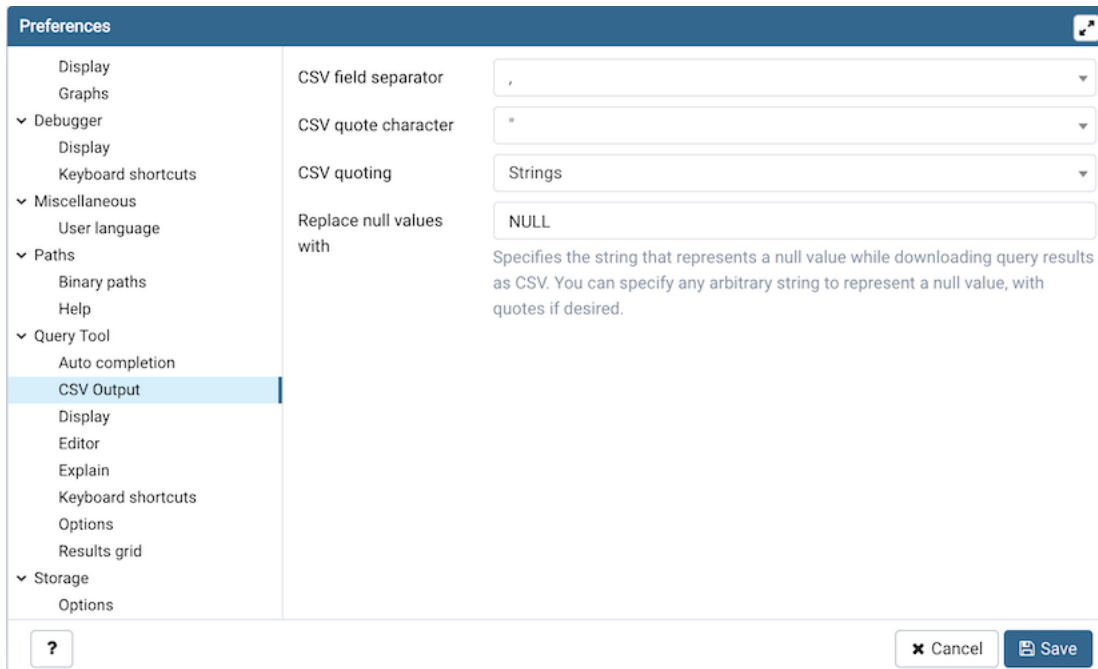 Preferences
Display
Graphs
Debugger
Display
Keyboard shortcuts
Miscellaneous
User language
Paths
Binary paths
Help
Query Tool
Auto completion
CSV Output
Display
Editor
Explain
Keyboard shortcuts
Options
Results grid
Storage
Options
CSV field separator
,
CSV quote character
"
CSV quoting
Strings
Replace null values
with
NULL
Specifies the string that represents a null value while downloading query results
as CSV. You can specify any arbitrary string to represent a null value, with
quotes if desired.
?
Cancel
Save